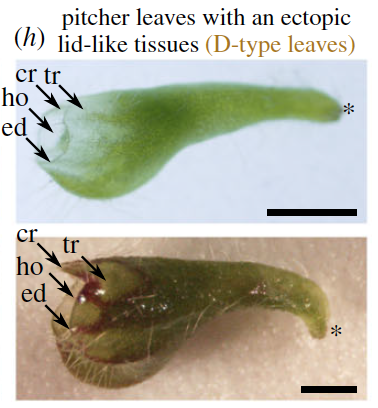 pitcher leaves with an ectopic
(h) lid-like tissues (D-type leaves)
cr tr
ho
ed
*
cr tr
ho
ed
*